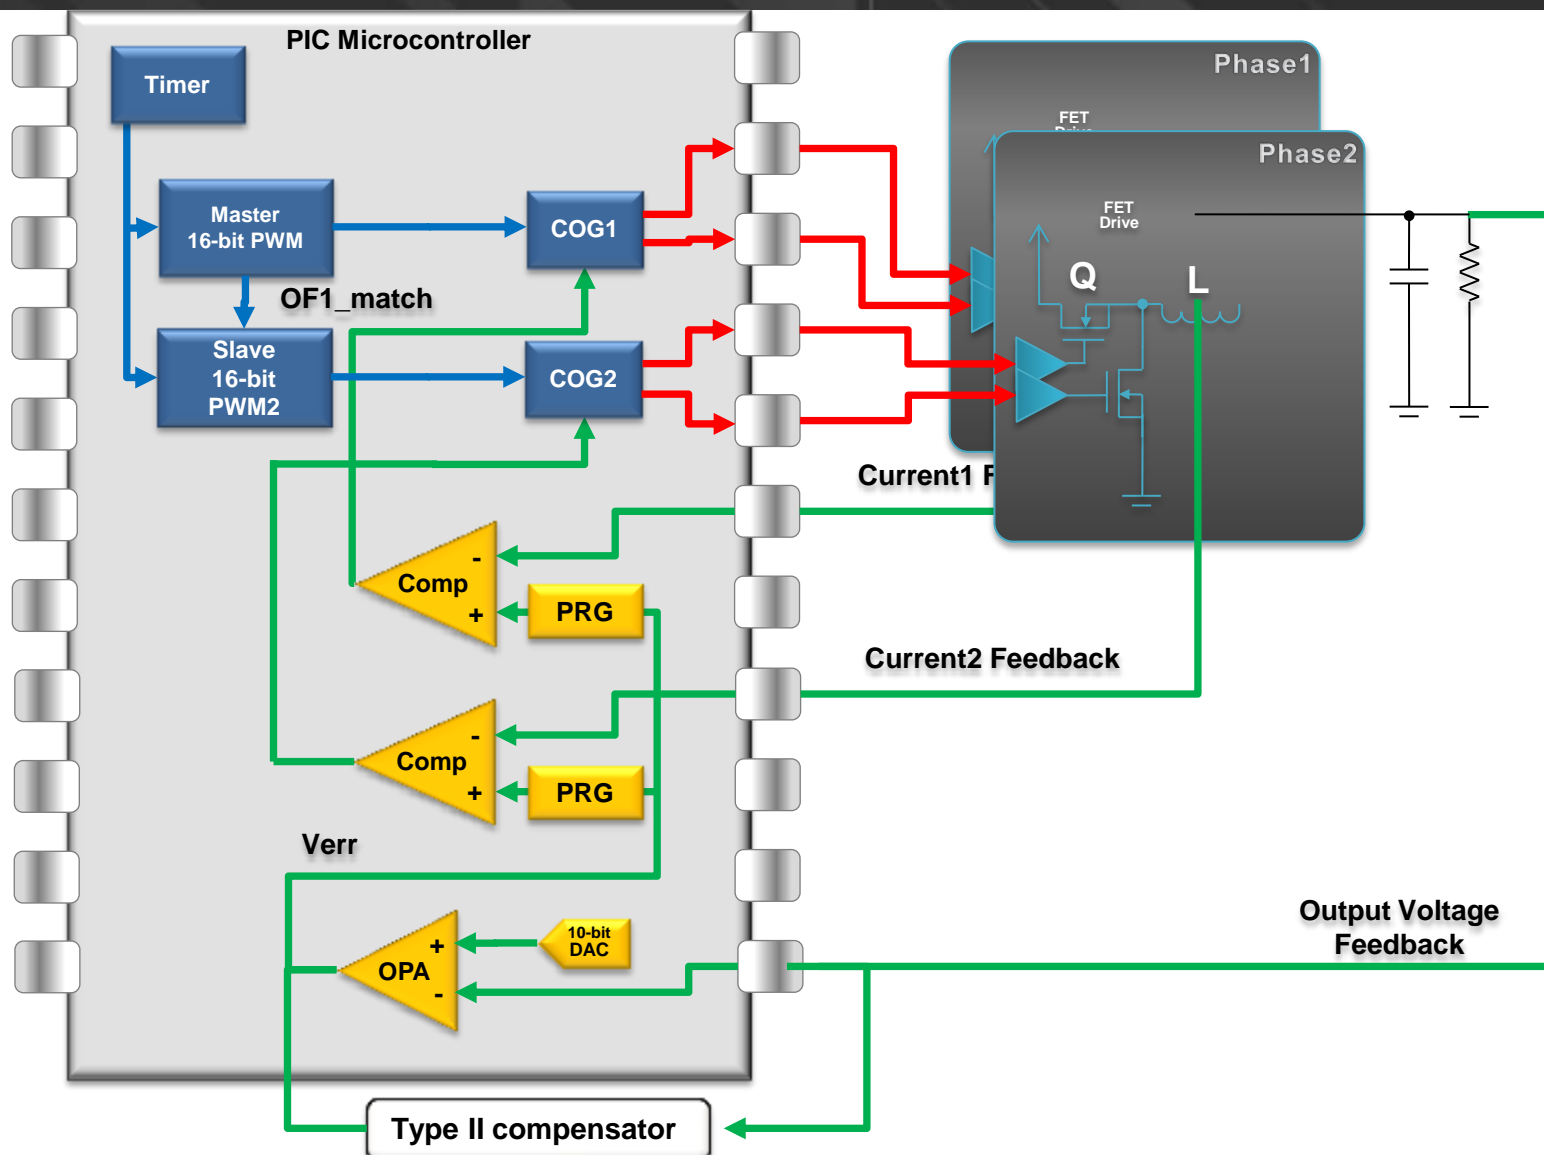 PIC Microcontroller
Timer
Phase1
FET
Phase2
Master
16-bit PWM
COG1
FET
Drive
Q
L
OF1_match
Slave
16-bit
PWM2
COG2
Current1 F
-
Comp
+
PRG
Current2 Feedback
-
Comp
+
PRG
Verr
Output Voltage
Feedback
10-bit
DAC
+
OPA
-
Type II compensator